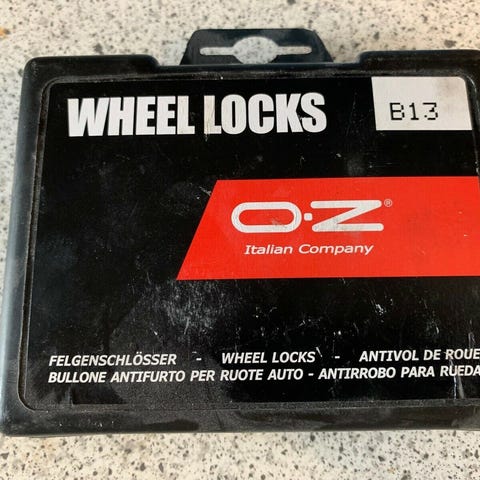 WHEEL LOCKS
B13
O·Z®
Italian Company
FELGENSCHLÖSSER - WHEEL LOCKS - ANTIVOL DE ROUE
BULLONE ANTIFURTO PER RUOTE AUTO - ANTIRROBO PARA RUEDA